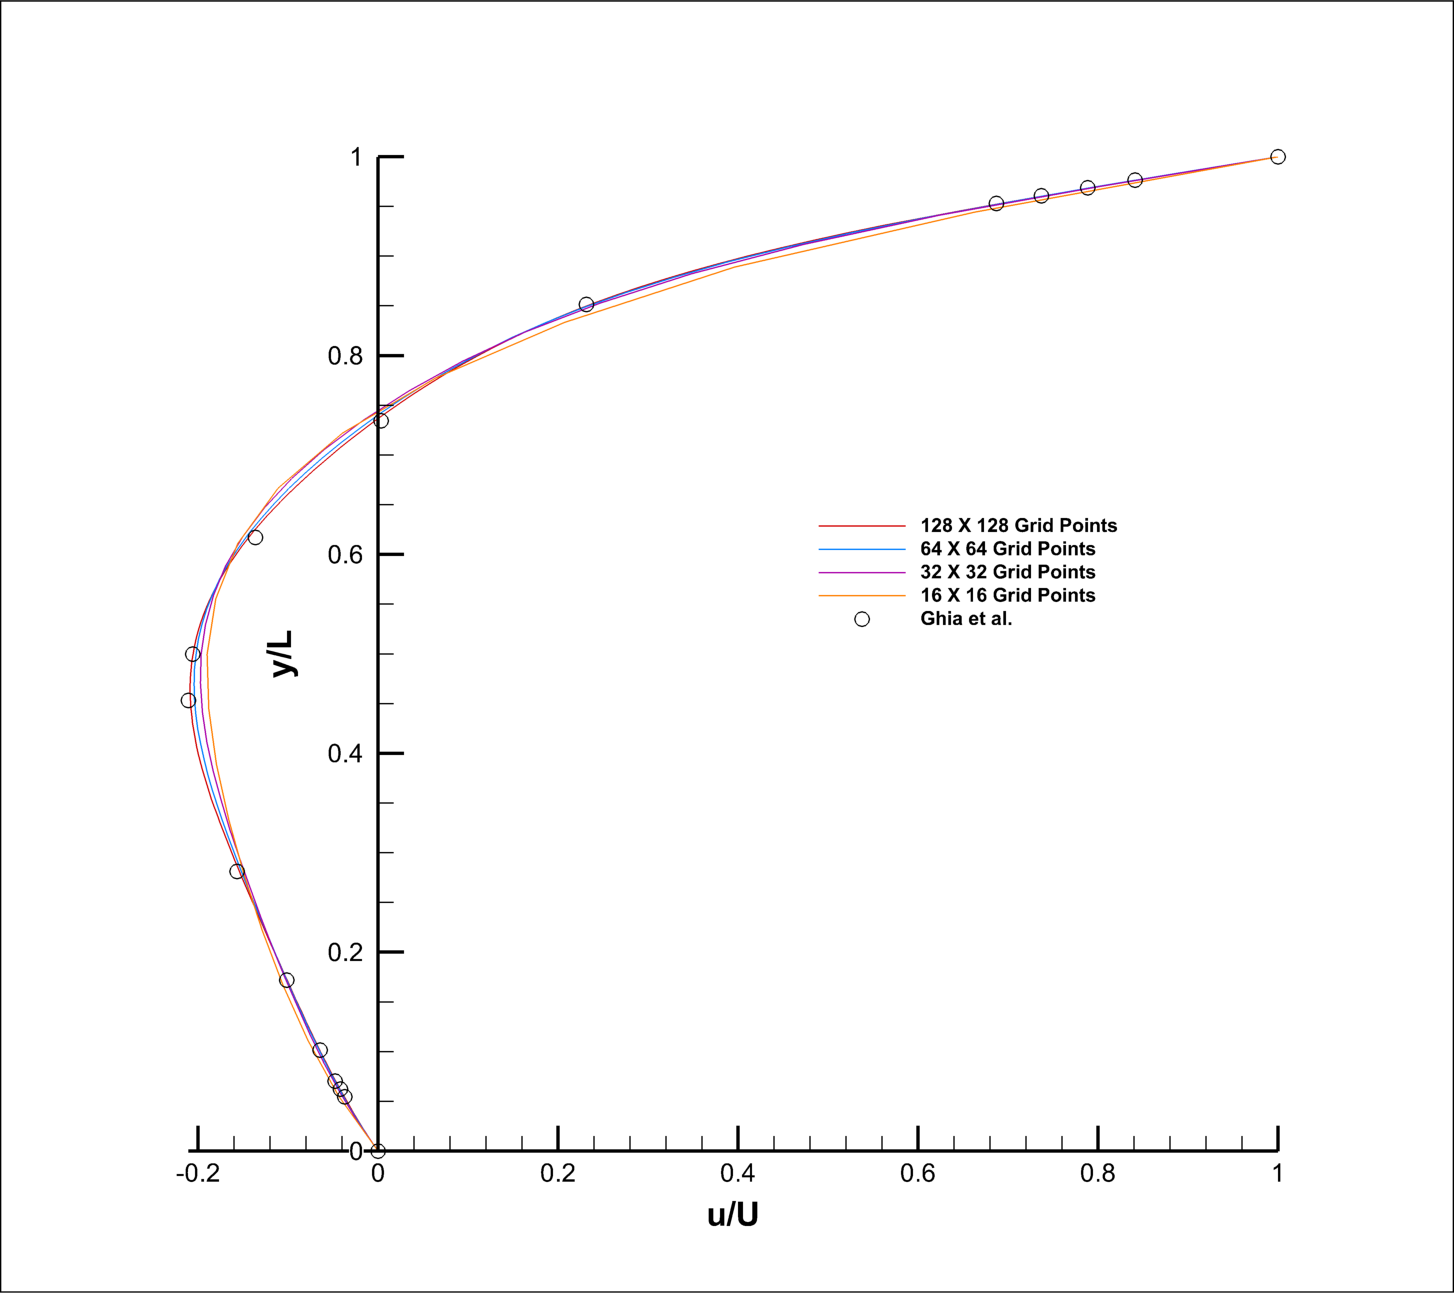 1
0.8
128 X 128 Grid Points
64 X 64 Grid Points
0.6
32 X 32 Grid Points
16 X 16 Grid Points
Ghia et al.
y/L
0.4
0.2
0
-0.2 0 0.2 0.4 0.6 0.8 1
u/U